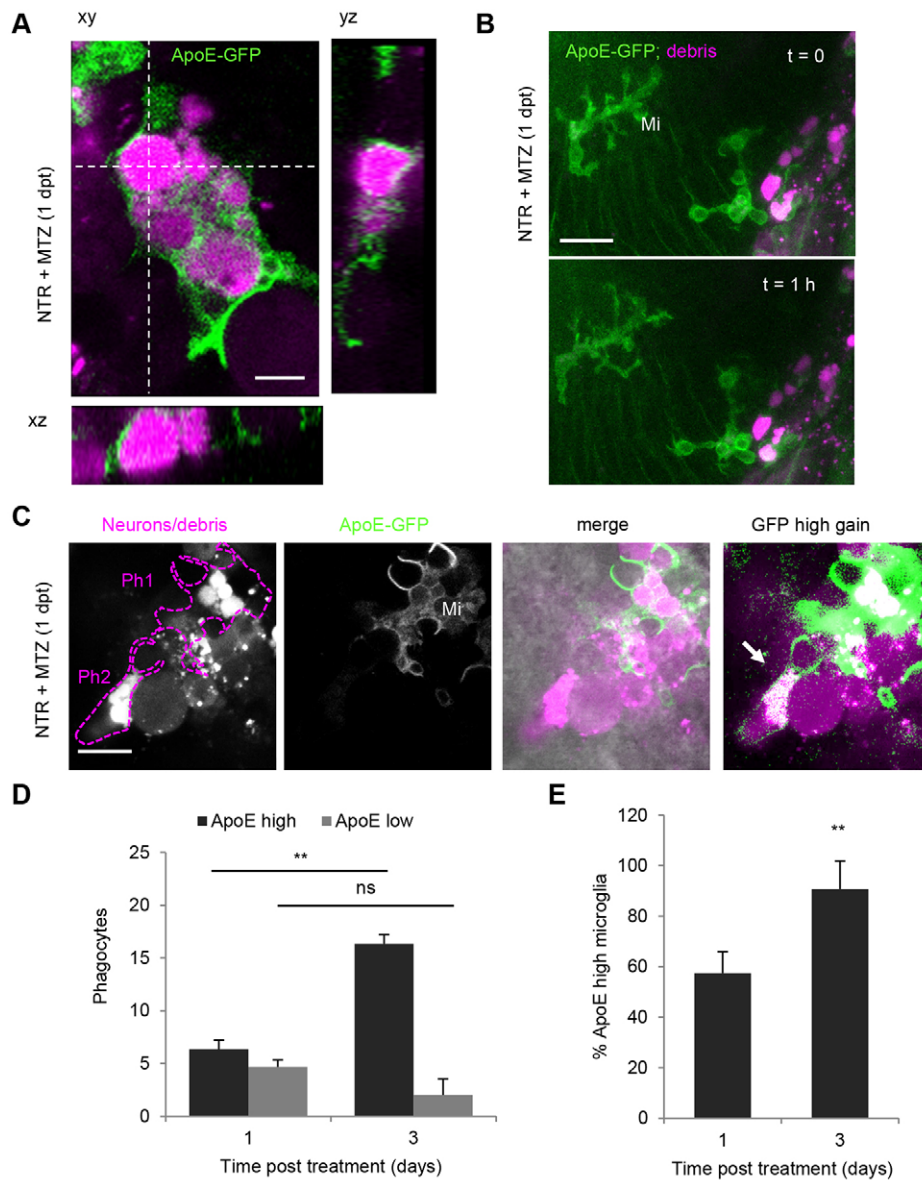 A
xy
yz
ApoE-GFP
NTR + MTZ (1 dpt)
xz
B
ApoE-GFP; debris
t = 0
Mi
NTR + MTZ (1 dpt)
t = 1 h
C
Neurons/debris
ApoE-GFP
merge
GFP high gain
NTR + MTZ (1 dpt)
Ph1
Ph2
Mi
D
ApoE high
ApoE low
**
ns
Phagocytes
25
20
15
10
5
0
1
3
Time post treatment (days)
E
**
% ApoE high microglia
120
100
80
60
40
20
0
1
3
Time post treatment (days)